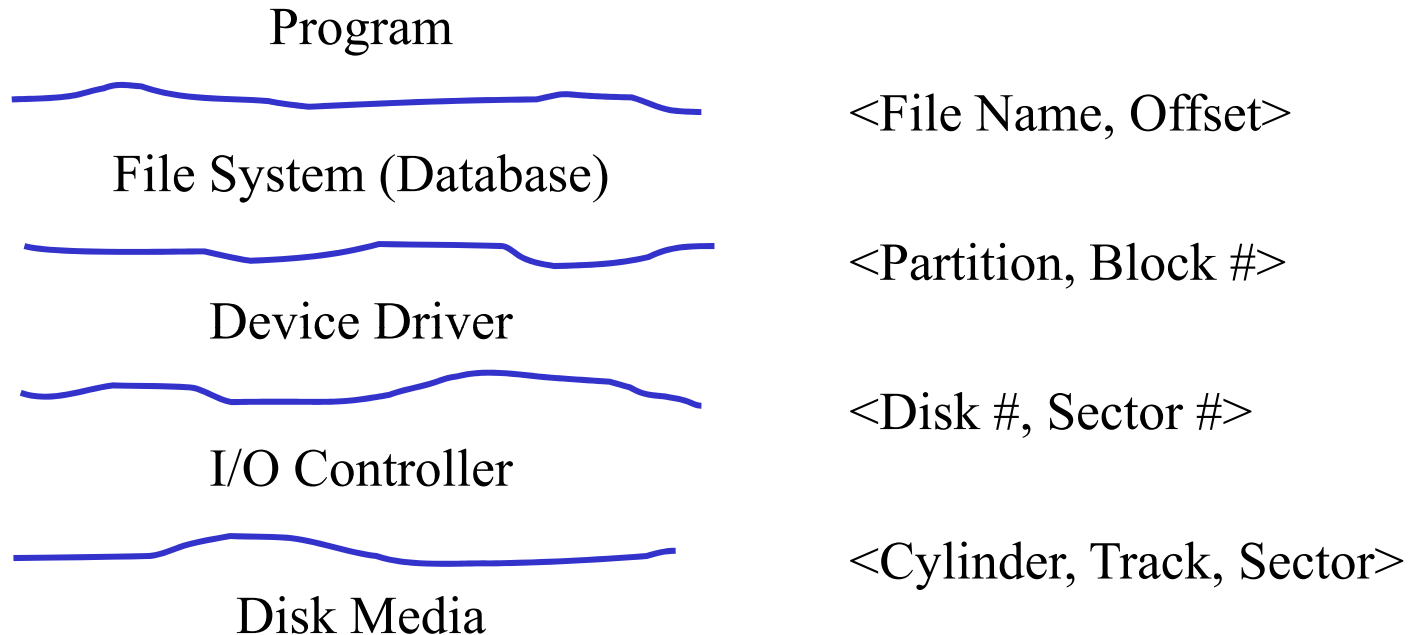 Program
<File Name, Offset>
File System (Database)
<Partition, Block #>
Device Driver
<Disk #, Sector #>
I/O Controller
<Cylinder, Track, Sector>
Disk Media